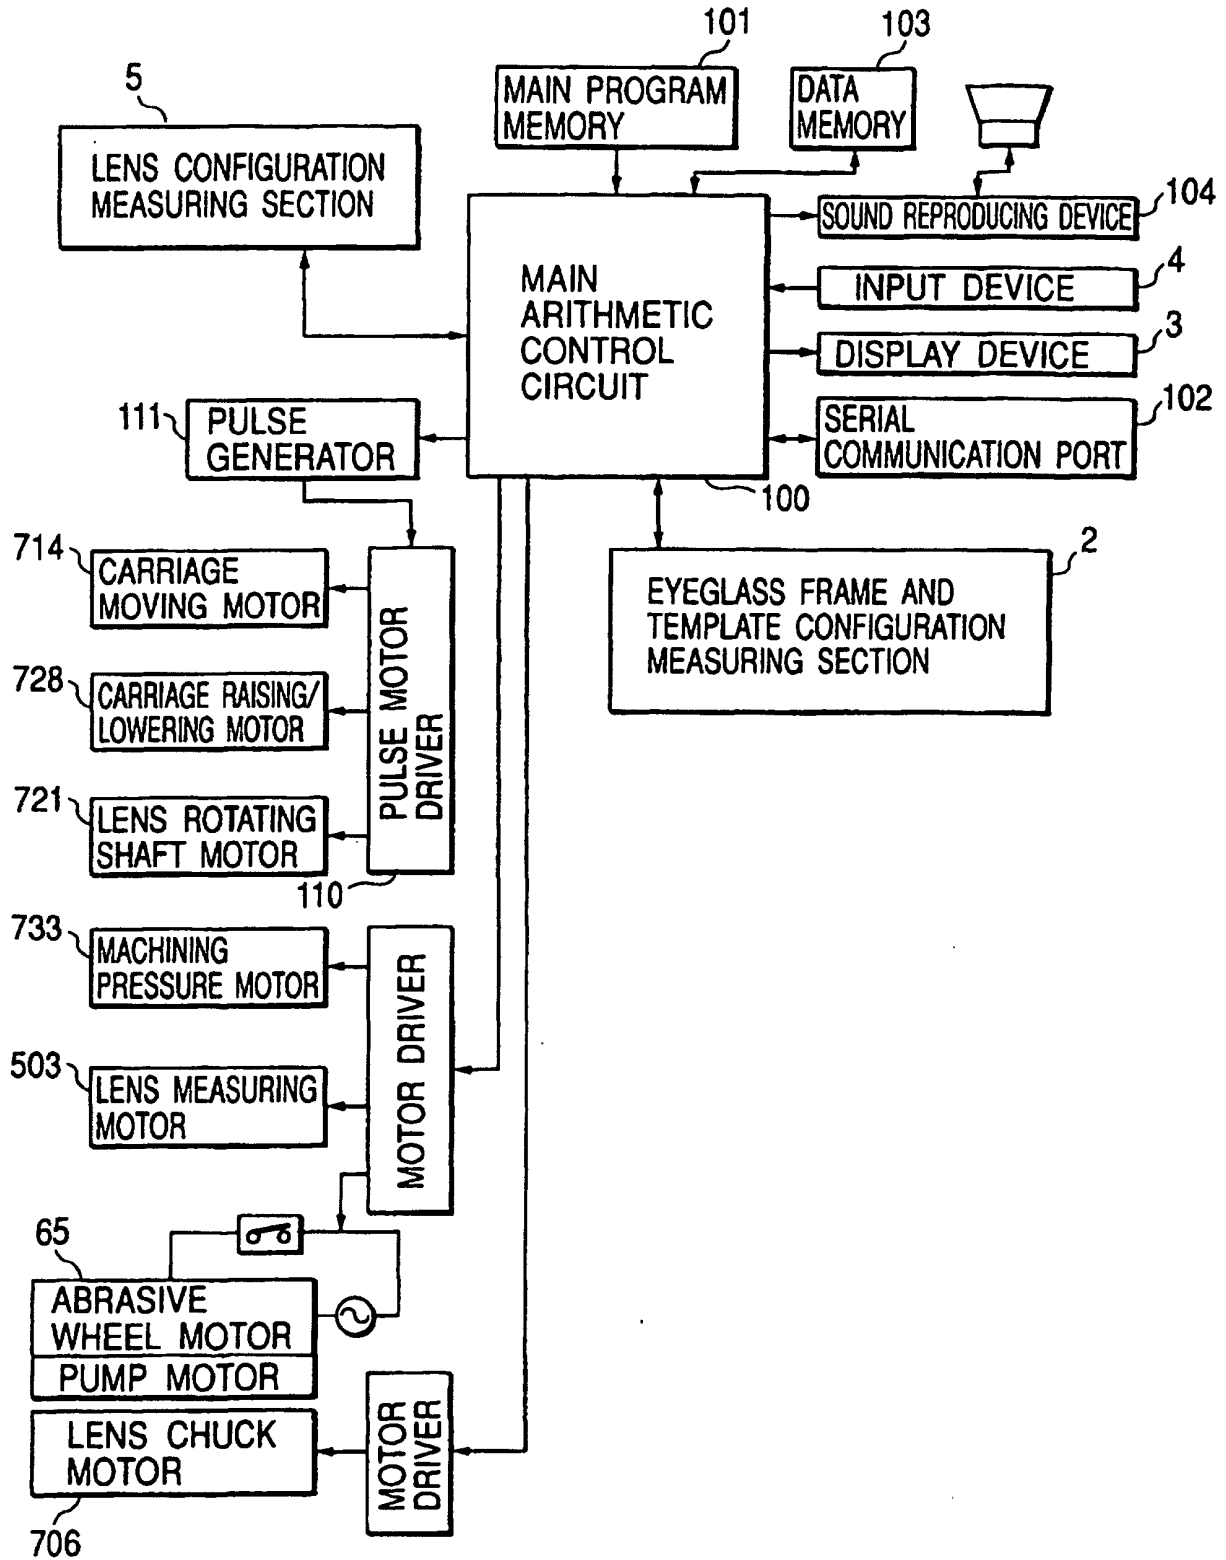 101
103
5
MAIN PROGRAM
MEMORY
DATA
MEMORY
LENS CONFIGURATION
MEASURING SECTION
104
SOUND REPRODUCING DEVICE
4
INPUT DEVICE
MAIN
ARITHMETIC
CONTROL
CIRCUIT
3
DISPLAY DEVICE
102
SERIAL
COMMUNICATION PORT
111
PULSE
GENERATOR
100
2
EYEGLASS FRAME AND
TEMPLATE CONFIGURATION
MEASURING SECTION
714
CARRIAGE
MOVING MOTOR
728
CARRIAGE RAISING/
LOWERING MOTOR
PULSE MOTOR
DRIVER
721
LENS ROTATING
SHAFT MOTOR
110
733
MACHINING
PRESSURE MOTOR
MOTOR DRIVER
503
LENS MEASURING
MOTOR
65
ABRASIVE
WHEEL MOTOR
PUMP MOTOR
LENS CHUCK
MOTOR
MOTOR
DRIVER
706